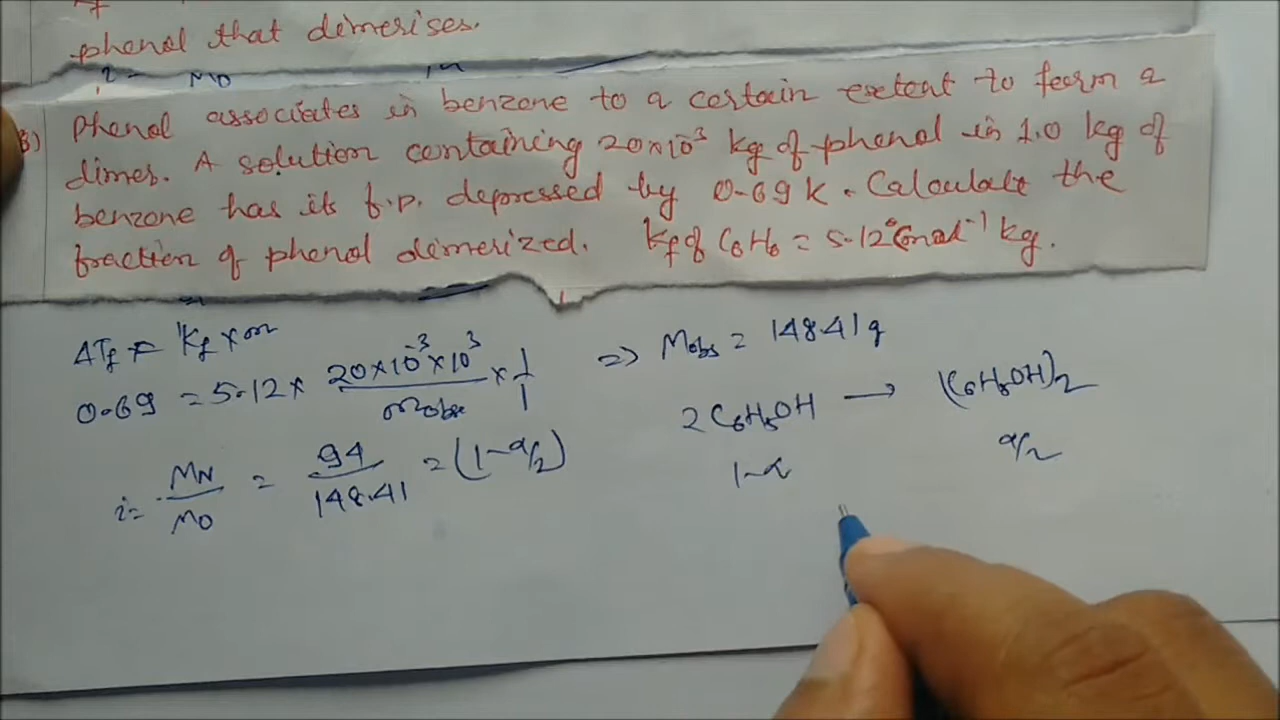 phenol that dimerises.
i = MO
3) Phenol associates in benzene to a certain extent to form a
dimer. A solution containing 20×10⁻³ kg of phenol in 1.0 kg of
benzene has its f.p. depressed by 0.69 K. Calculate the
fraction of phenol dimerized. Kf of C6H6 = 5.12°C mol⁻¹ kg.
ΔTf = Kf × m
0.69 = 5.12 × 20×10⁻³×10³/Mobs × 1/1 => Mobs = 148.41g
2 C6H5OH → (C6H5OH)2
1-α α/2
i = MN/MO = 94/148.41 = (1-α/2)